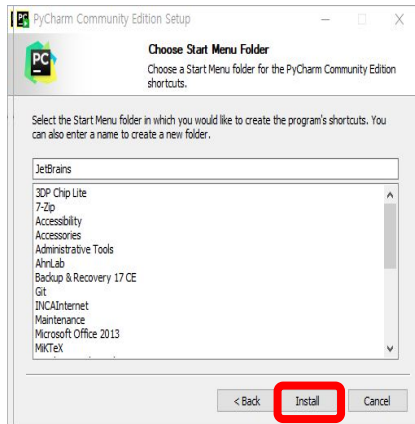 PyCharm Community Edition Setup
PC
Choose Start Menu Folder
Choose a Start Menu folder for the PyCharm Community Edition
shortcuts.
Select the Start Menu folder in which you would like to create the program's shortcuts. You
can also enter a name to create a new folder.
JetBrains
3DP Chip Lite
7-Zip
Accessibility
Accessories
Administrative Tools
AhnLab
Backup & Recovery 17 CE
Git
INCAInternet
Maintenance
Microsoft Office 2013
MiKTeX
< Back Install Cancel